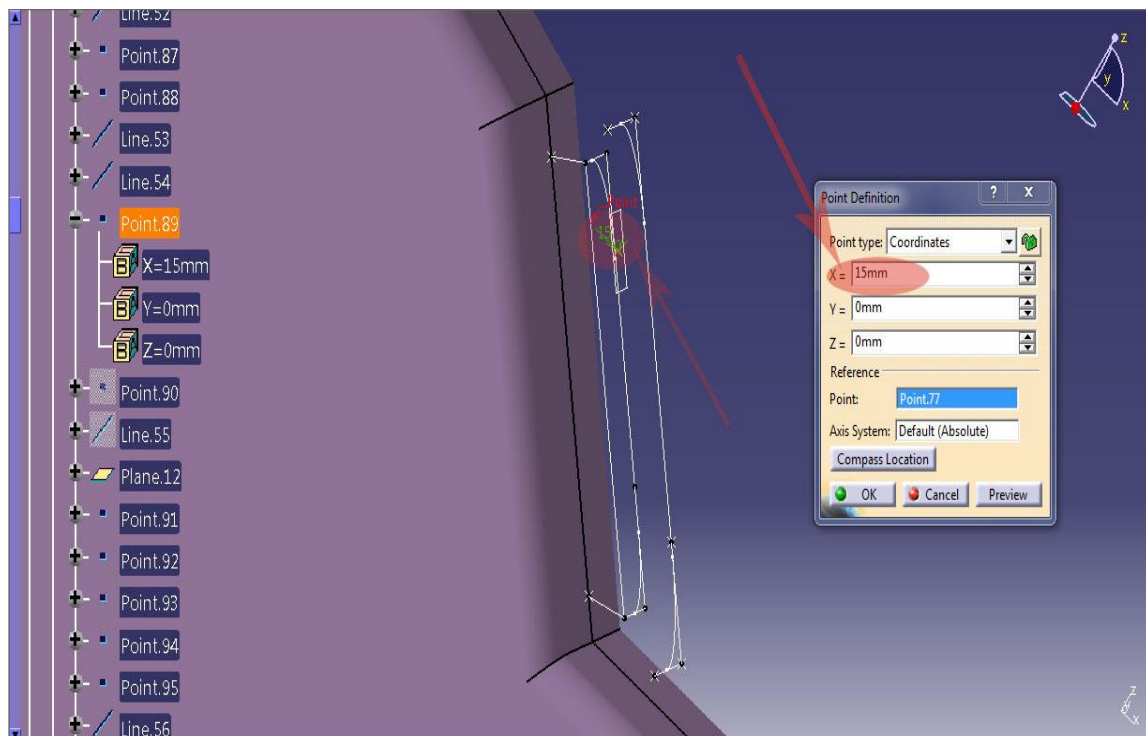 Line.52
Point.87
Point.88
Line.53
Line.54
Point.89
X=15mm
Y=0mm
Z=0mm
Point.90
Line.55
Plane.12
Point.91
Point.92
Point.93
Point.94
Point.95
Line.56
Point
15
z
y
x
Point Definition
? X
Point type: Coordinates
X = 15mm
Y = 0mm
Z = 0mm
Reference
Point: Point.77
Axis System: Default (Absolute)
Compass Location
OK Cancel Preview
z
x